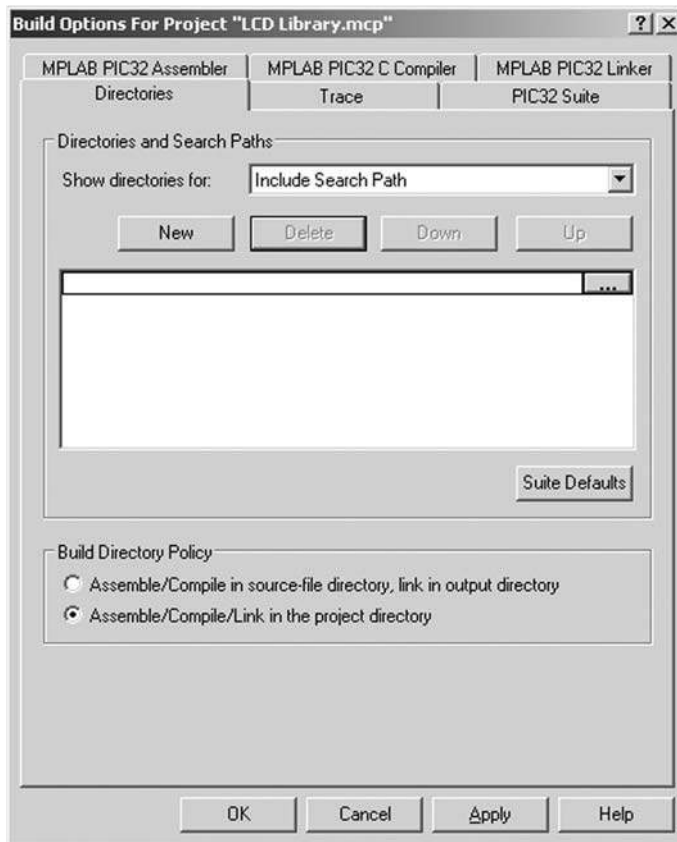 Build Options For Project "LCD Library.mcp"
MPLAB PIC32 Assembler MPLAB PIC32 C Compiler MPLAB PIC32 Linker
Directories Trace PIC32 Suite
Directories and Search Paths
Show directories for: Include Search Path
New Delete Down Up
...
Suite Defaults
Build Directory Policy
Assemble/Compile in source-file directory, link in output directory
Assemble/Compile/Link in the project directory
OK Cancel Apply Help